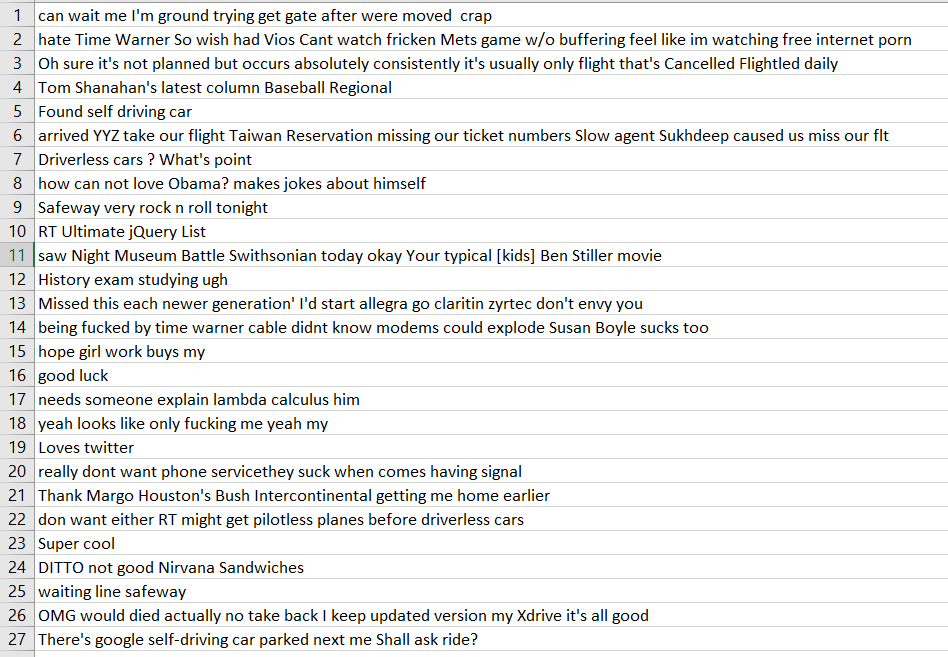 1 can wait me I'm ground trying get gate after were moved  crap
2 hate Time Warner So wish had Vios Cant watch fricken Mets game w/o buffering feel like im watching free internet porn
3 Oh sure it's not planned but occurs absolutely consistently it's usually only flight that's Cancelled Flightled daily
4 Tom Shanahan's latest column Baseball Regional
5 Found self driving car
6 arrived YYZ take our flight Taiwan Reservation missing our ticket numbers Slow agent Sukhdeep caused us miss our flt
7 Driverless cars ? What's point
8 how can not love Obama? makes jokes about himself
9 Safeway very rock n roll tonight
10 RT Ultimate jQuery List
11 saw Night Museum Battle Swithsonian today okay Your typical [kids] Ben Stiller movie
12 History exam studying ugh
13 Missed this each newer generation' I'd start allegra go claritin zyrtec don't envy you
14 being fucked by time warner cable didnt know modems could explode Susan Boyle sucks too
15 hope girl work buys my
16 good luck
17 needs someone explain lambda calculus him
18 yeah looks like only fucking me yeah my
19 Loves twitter
20 really dont want phone servicethey suck when comes having signal
21 Thank Margo Houston's Bush Intercontinental getting me home earlier
22 don want either RT might get pilotless planes before driverless cars
23 Super cool
24 DITTO not good Nirvana Sandwiches
25 waiting line safeway
26 OMG would died actually no take back I keep updated version my Xdrive it's all good
27 There's google self-driving car parked next me Shall ask ride?